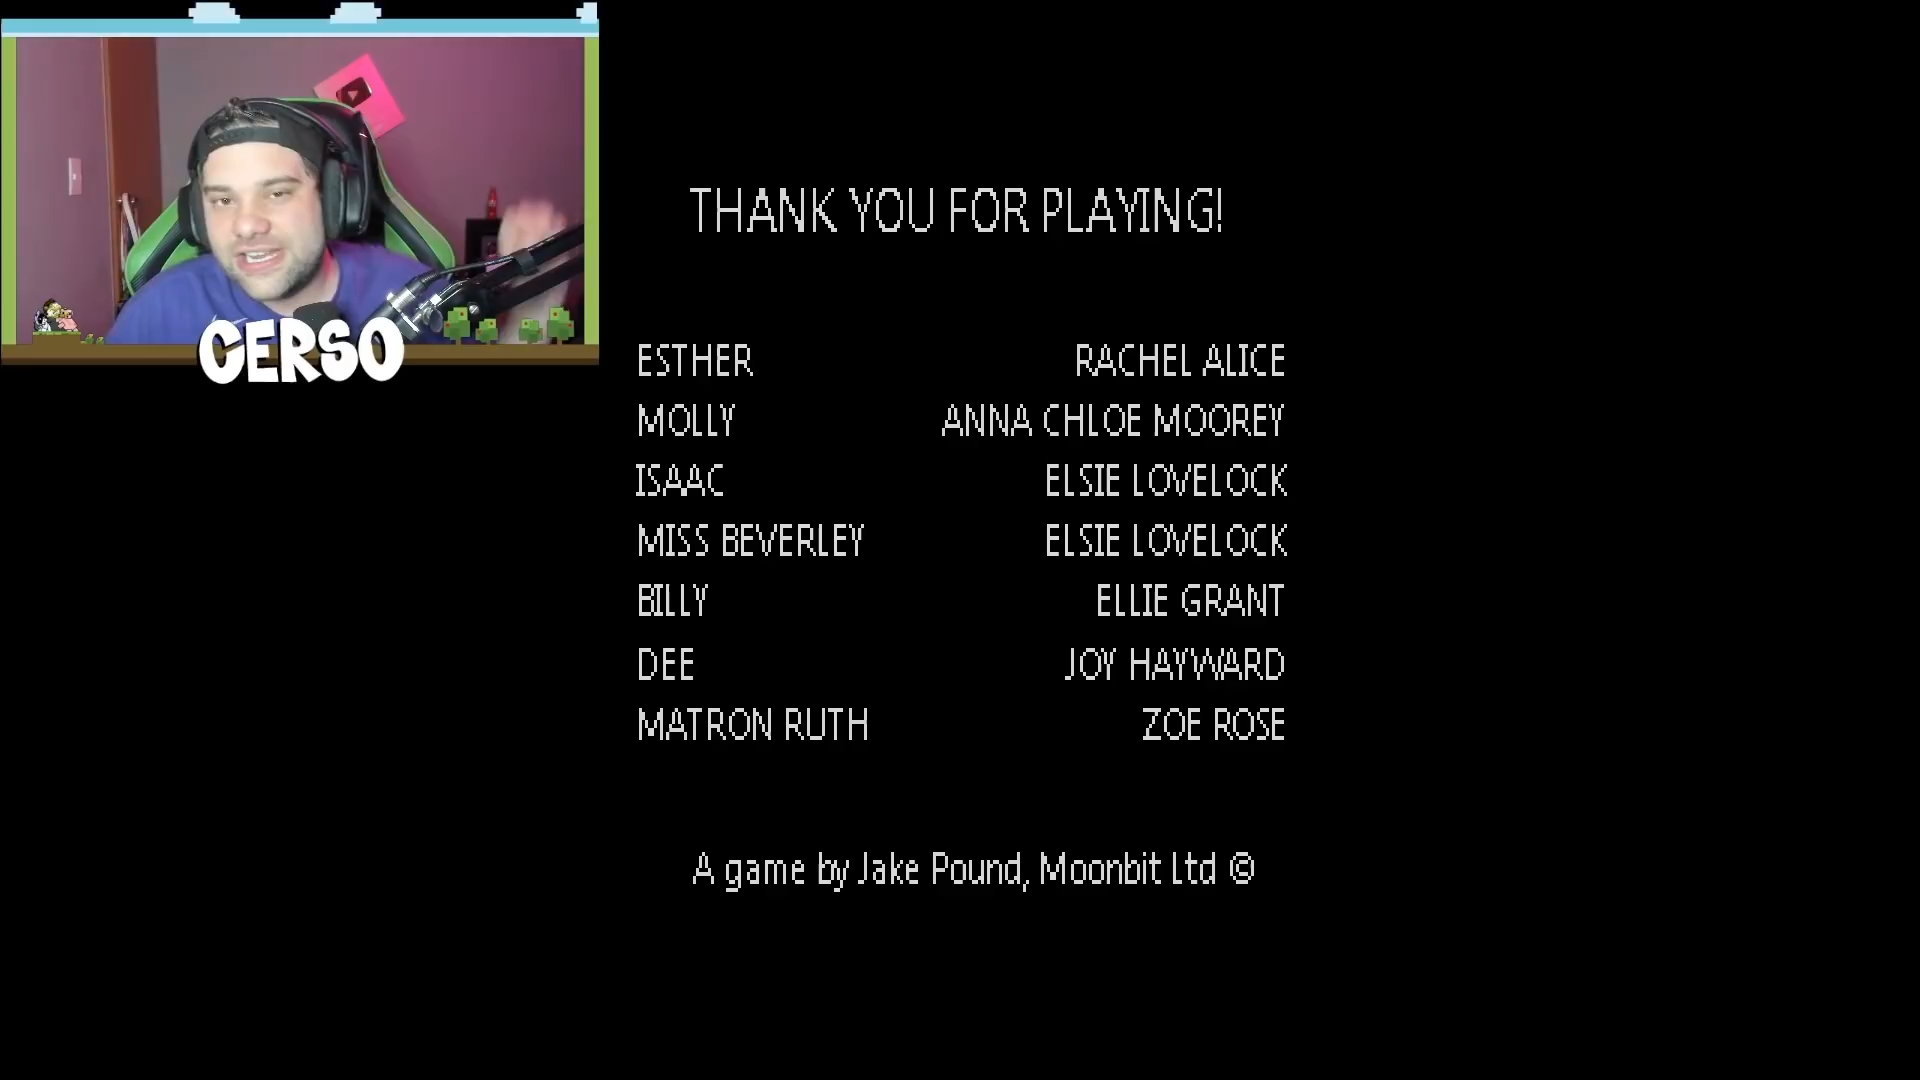 CERSO
THANK YOU FOR PLAYING!
ESTHER RACHEL ALICE
MOLLY ANNA CHLOE MOOREY
ISAAC ELSIE LOVELOCK
MISS BEVERLEY ELSIE LOVELOCK
BILLY ELLIE GRANT
DEE JOY HAYWARD
MATRON RUTH ZOE ROSE
A game by Jake Pound, Moonbit Ltd ©